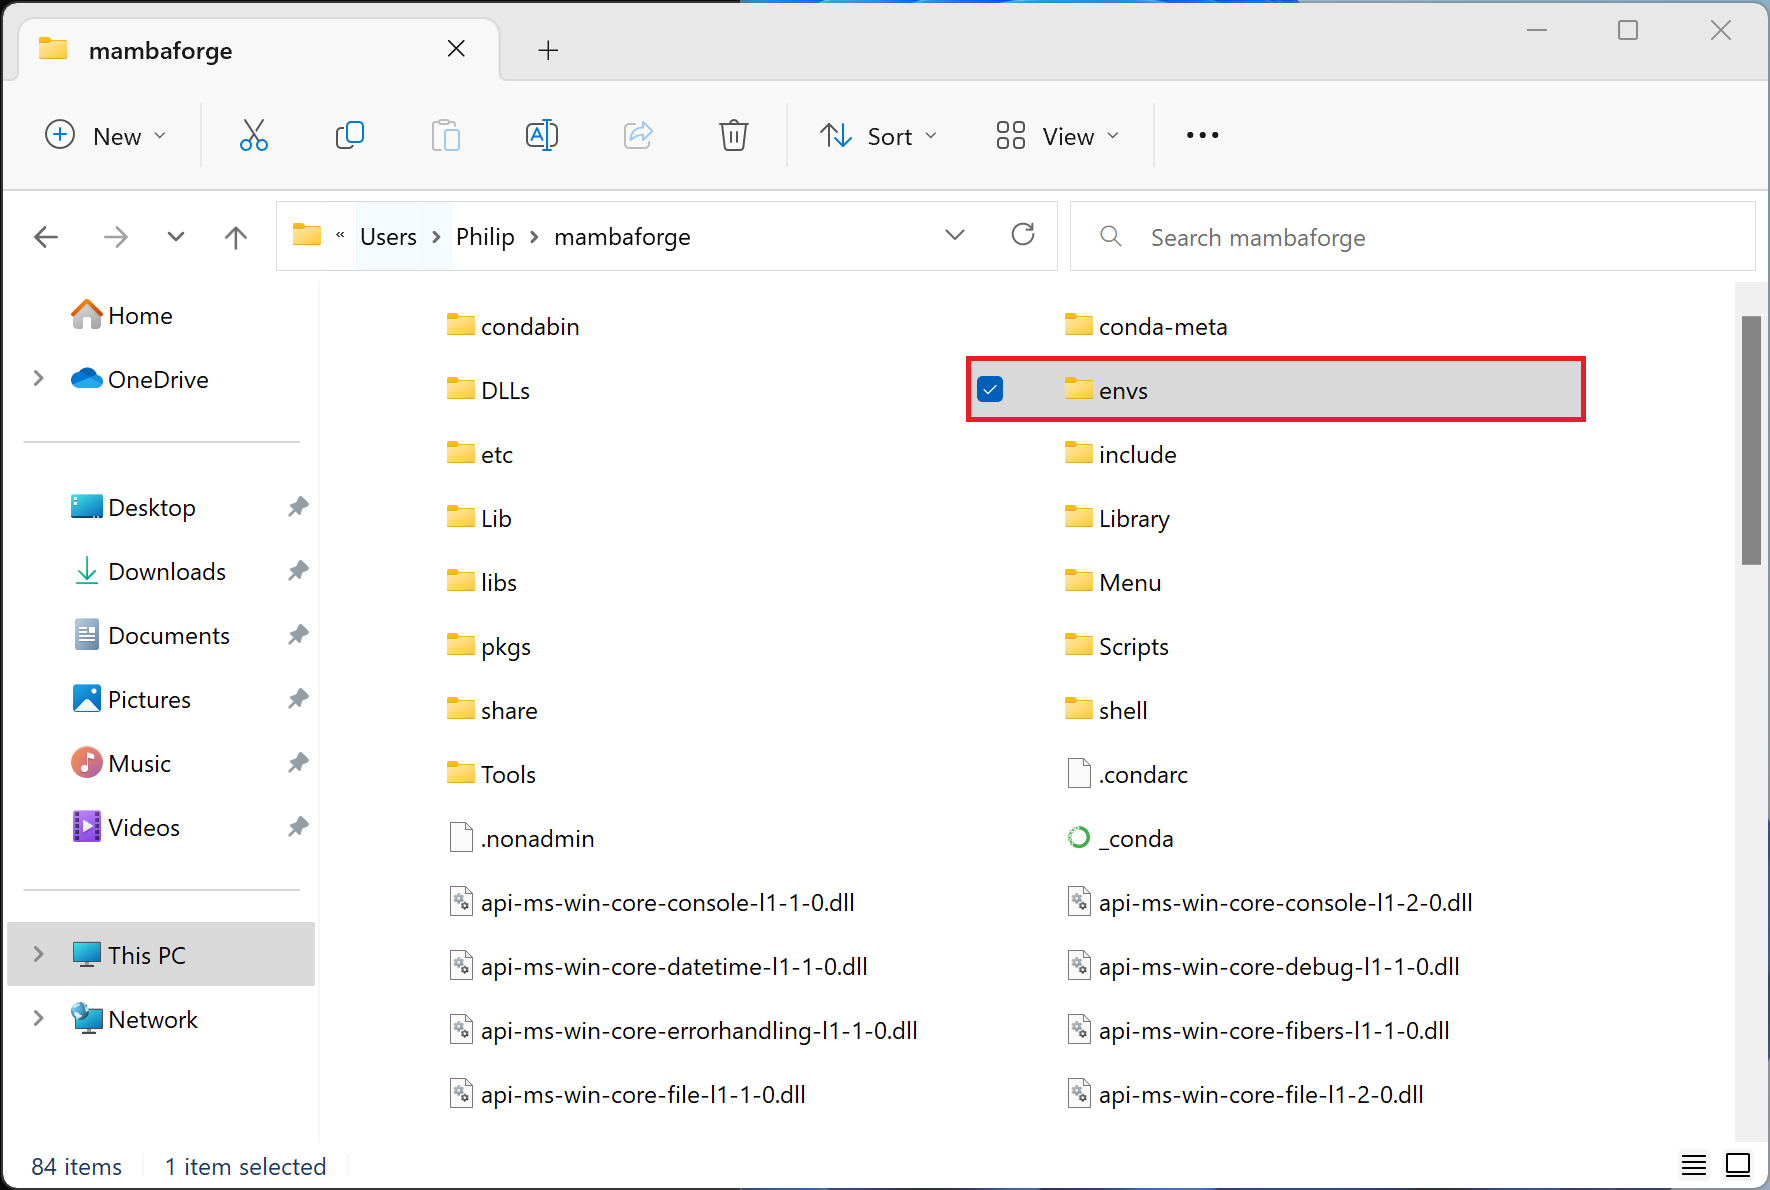 mambaforge
New
Sort
View
« Users > Philip > mambaforge
Search mambaforge
Home
OneDrive
Desktop
Downloads
Documents
Pictures
Music
Videos
This PC
Network
condabin
conda-meta
DLLs
envs
etc
include
Lib
Library
libs
Menu
pkgs
Scripts
share
shell
Tools
.condarc
.nonadmin
_conda
api-ms-win-core-console-l1-1-0.dll
api-ms-win-core-console-l1-2-0.dll
api-ms-win-core-datetime-l1-1-0.dll
api-ms-win-core-debug-l1-1-0.dll
api-ms-win-core-errorhandling-l1-1-0.dll
api-ms-win-core-fibers-l1-1-0.dll
api-ms-win-core-file-l1-1-0.dll
api-ms-win-core-file-l1-2-0.dll
84 items
1 item selected